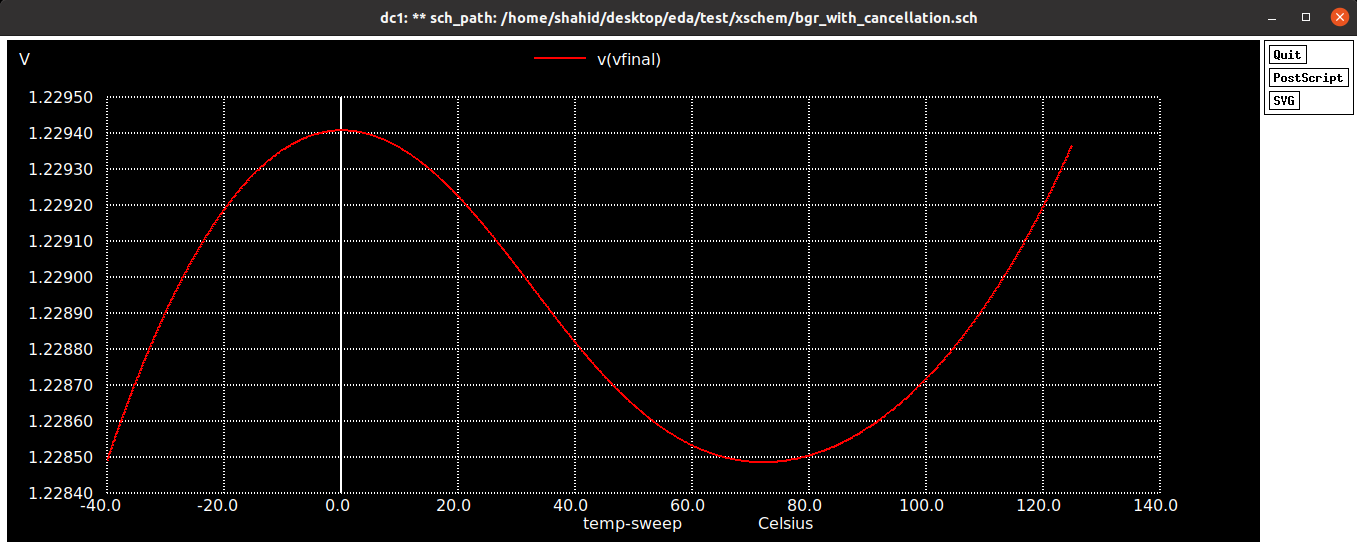 dc1: ** sch_path: /home/shahid/desktop/eda/test/xschem/bgr_with_cancellation.sch
Quit
PostScript
SVG
V
v(vfinal)
1.22950
1.22940
1.22930
1.22920
1.22910
1.22900
1.22890
1.22880
1.22870
1.22860
1.22850
1.22840
-40.0 -20.0 0.0 20.0 40.0 60.0 80.0 100.0 120.0 140.0
temp-sweep Celsius